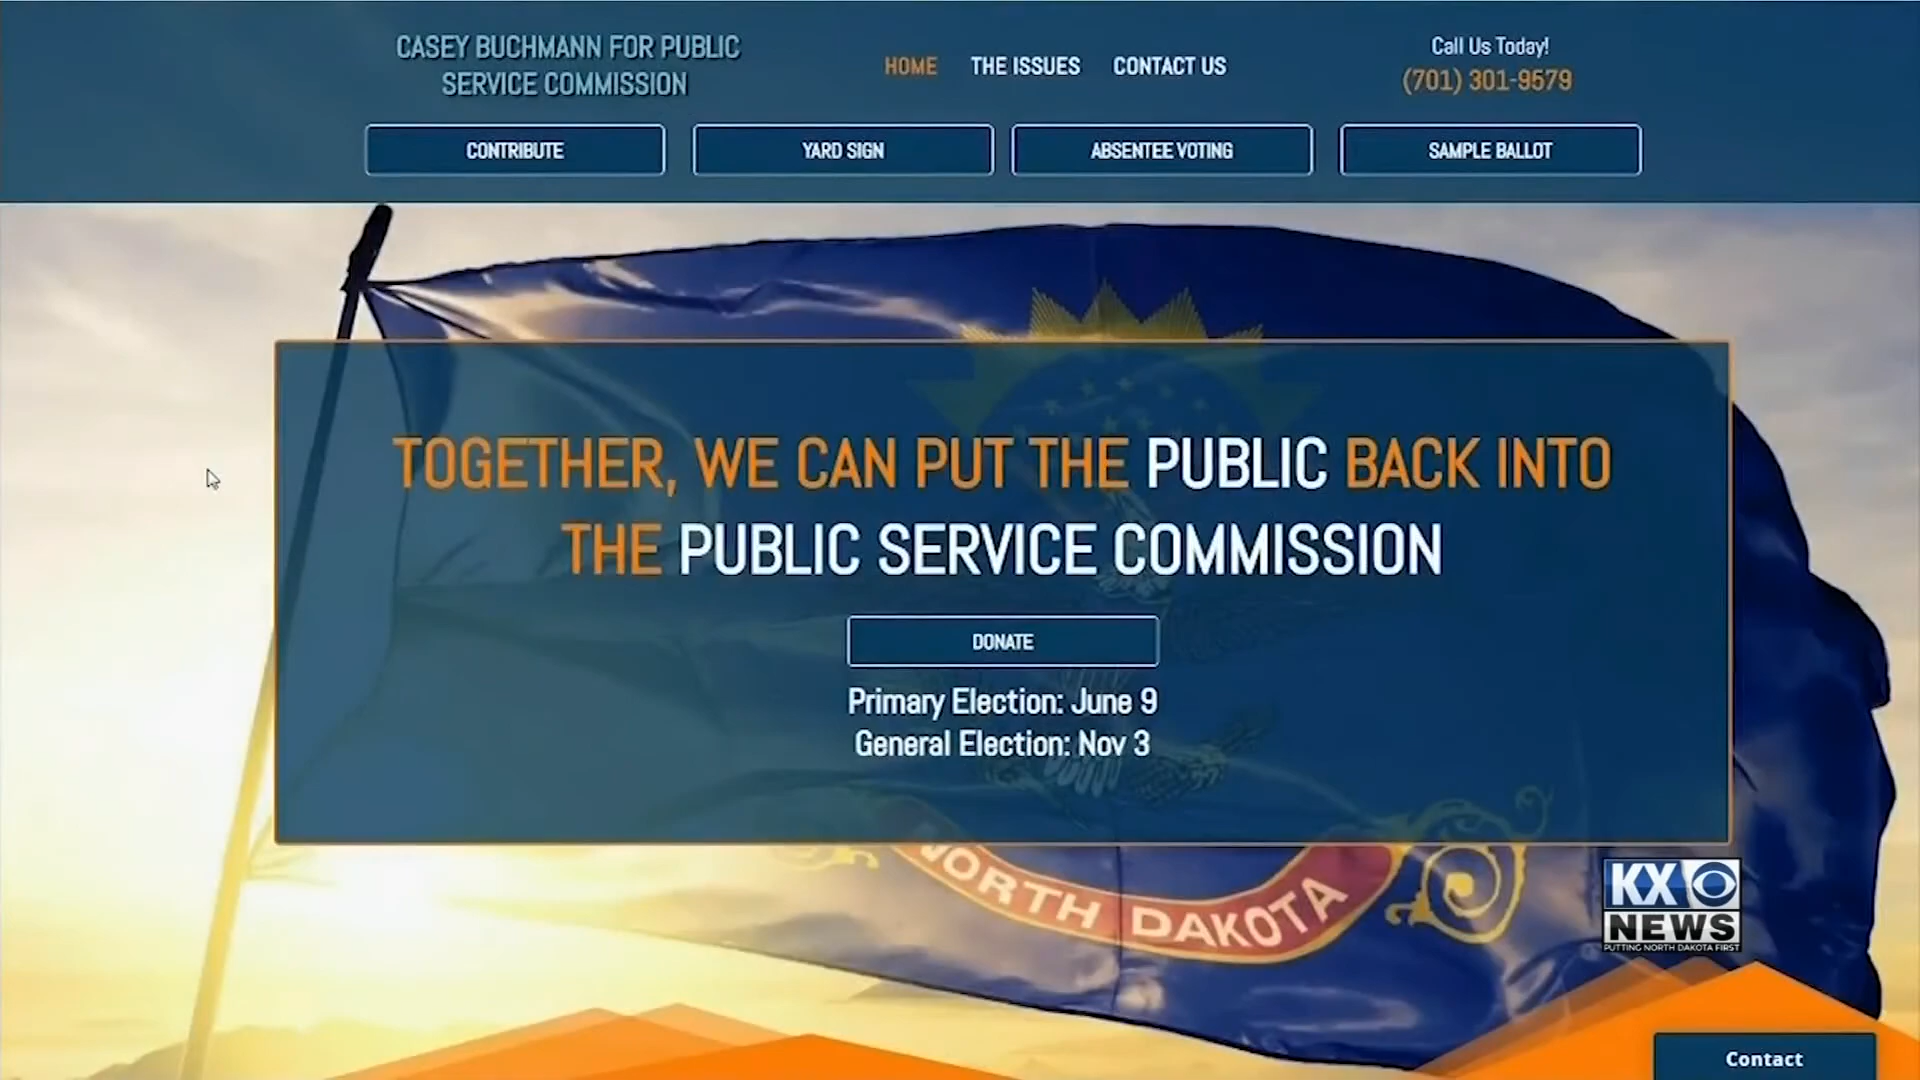 CASEY BUCHMANN FOR PUBLIC
SERVICE COMMISSION
HOME
THE ISSUES
CONTACT US
Call Us Today!
(701) 301-9579
CONTRIBUTE
YARD SIGN
ABSENTEE VOTING
SAMPLE BALLOT
TOGETHER, WE CAN PUT THE PUBLIC BACK INTO
THE PUBLIC SERVICE COMMISSION
DONATE
Primary Election: June 9
General Election: Nov 3
NORTH DAKOTA
KX
NEWS
PUTTING NORTH DAKOTA FIRST
Contact